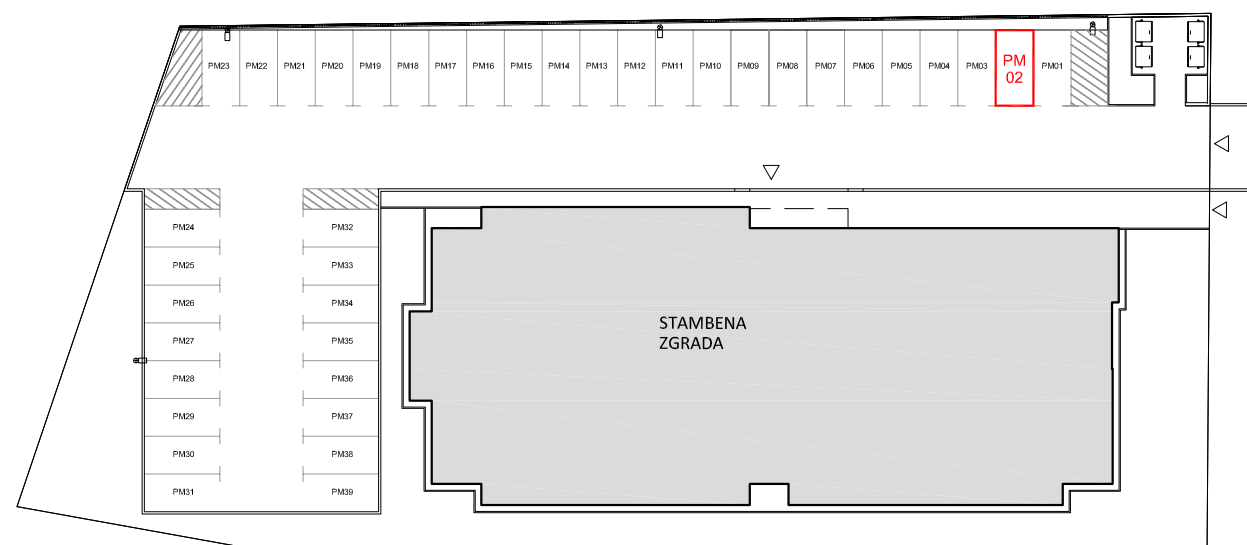 PM23 PM22 PM21 PM20 PM19 PM18 PM17 PM16 PM15 PM14 PM13 PM12 PM11 PM10 PM09 PM08 PM07 PM06 PM05 PM04 PM03 PM PM01
02
PM24 PM32
PM25 PM33
PM26 PM34
STAMBENA
PM27 PM35
ZGRADA
PM28 PM36
PM29 PM37
PM30 PM38
PM31 PM39